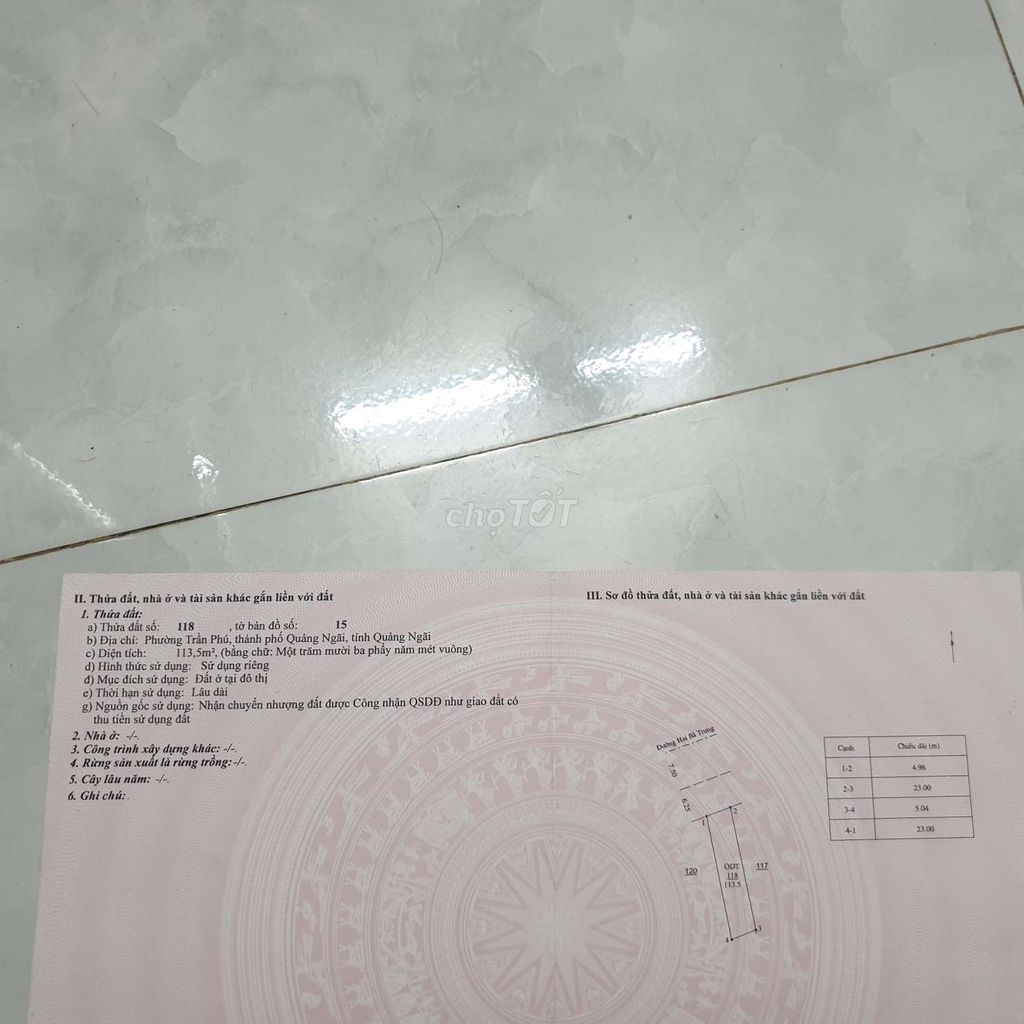 choTỐT
II. Thửa đất, nhà ở và tài sản khác gắn liền với đất
1. Thửa đất:
a) Thửa đất số: 118 , tờ bản đồ số: 15
b) Địa chỉ: Phường Trần Phú, thành phố Quảng Ngãi, tỉnh Quảng Ngãi
c) Diện tích: 113,5m², (bằng chữ: Một trăm mười ba phẩy năm mét vuông)
d) Hình thức sử dụng: Sử dụng riêng
đ) Mục đích sử dụng: Đất ở tại đô thị
e) Thời hạn sử dụng: Lâu dài
g) Nguồn gốc sử dụng: Nhận chuyển nhượng đất được Công nhận QSDĐ như giao đất có
thu tiền sử dụng đất
2. Nhà ở: -/-.
3. Công trình xây dựng khác: -/-.
4. Rừng sản xuất là rừng trồng:-/-.
5. Cây lâu năm: -/-.
6. Ghi chú: .
III. Sơ đồ thửa đất, nhà ở và tài sản khác gắn liền với đất
Đường Hai Bà Trưng
7.50
6.25
1
2
120
ODT
118
113.5
117
4
3
Cạnh Chiều dài (m)
1-2 4.96
2-3 23.00
3-4 5.04
4-1 23.00